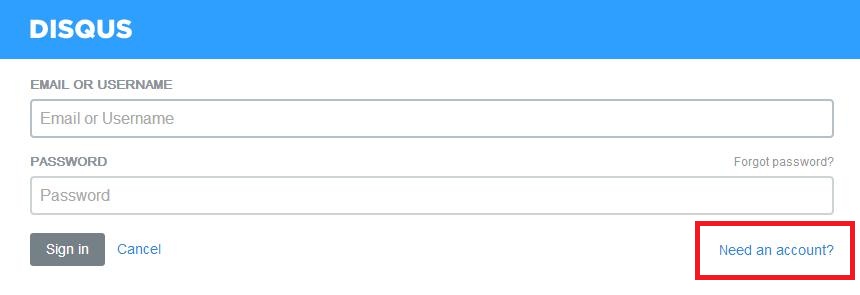 DISQUS
EMAIL OR USERNAME
Email or Username
PASSWORD Forgot password?
Password
Sign in Cancel Need an account?